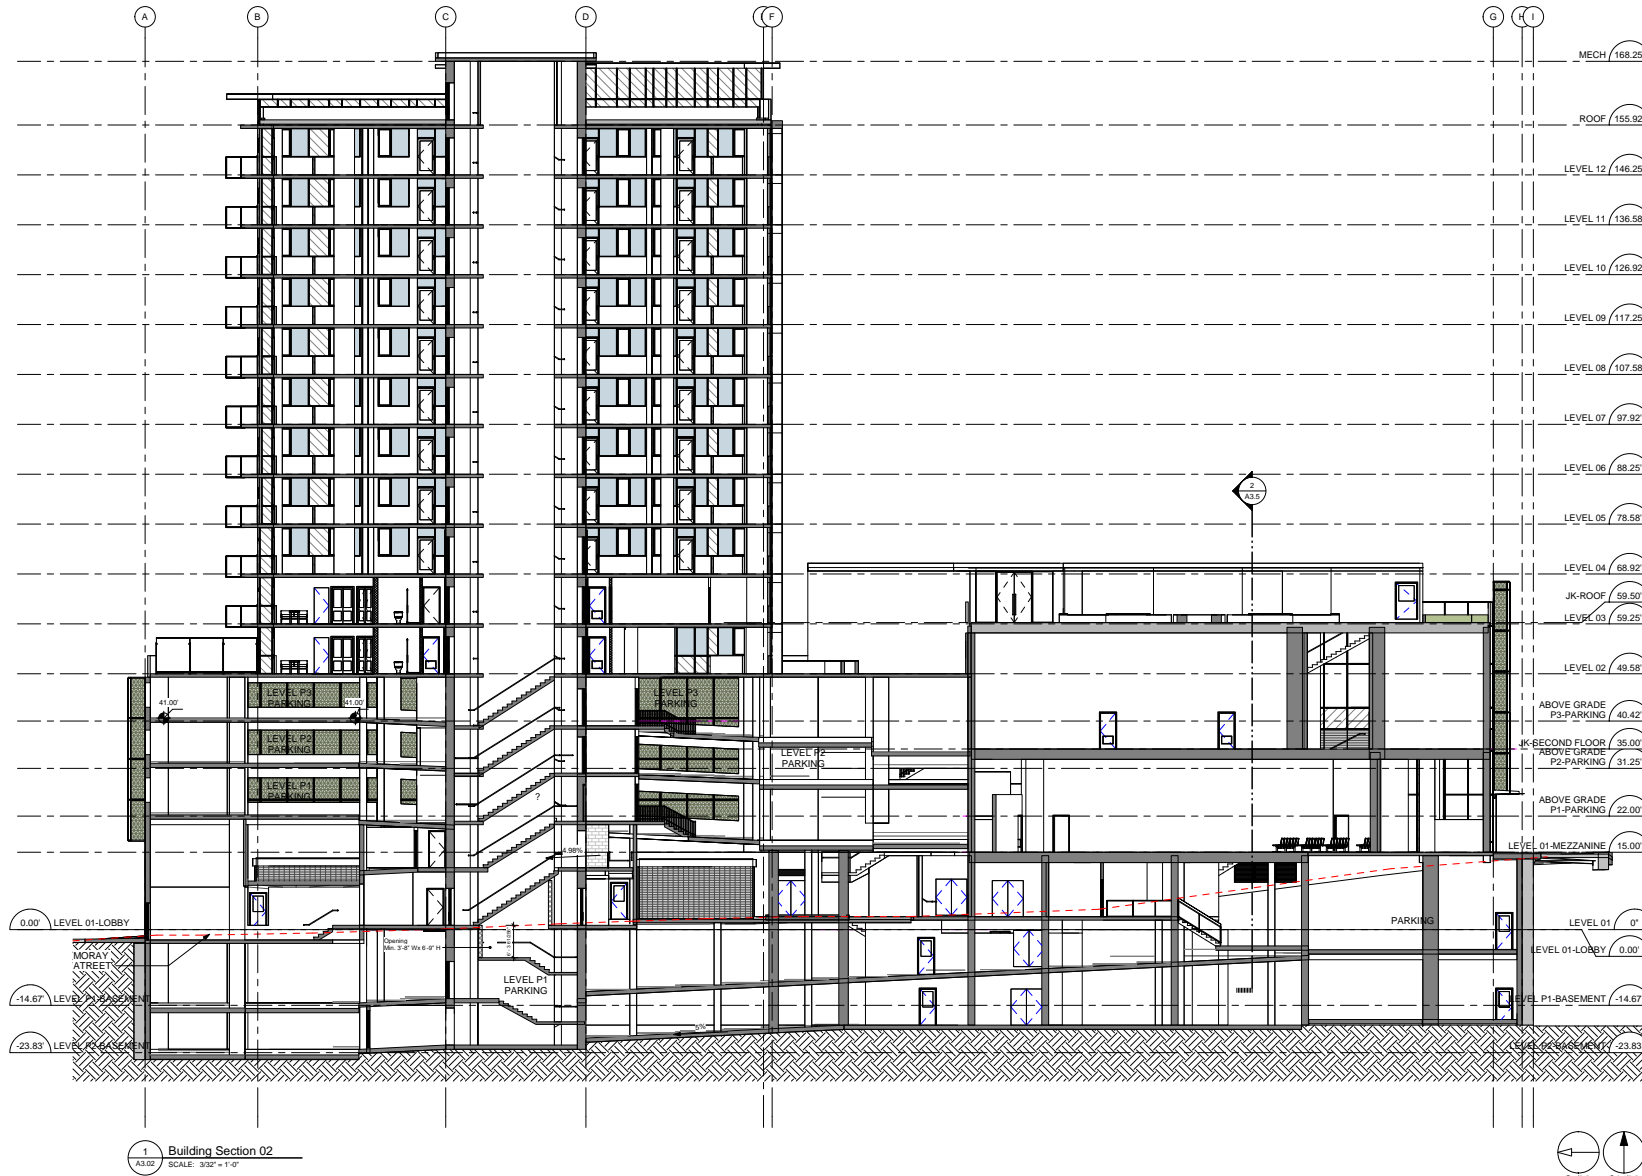 A
B
C
D
F
G
I
MECH 168.25
ROOF 155.92
LEVEL 12 146.25
LEVEL 11 136.58
LEVEL 10 126.92
LEVEL 09 117.25
LEVEL 08 107.58
LEVEL 07 97.92'
LEVEL 06 88.25'
2
A3.5
LEVEL 05 78.58'
LEVEL 04 68.92'
JK-ROOF 59.50'
LEVEL 03 59.25'
LEVEL 02 49.58'
LEVEL P3
PARKING
LEVEL P3
PARKING
41.00'
41.00'
ABOVE GRADE
P3-PARKING 40.42'
LEVEL P2
PARKING
LEVEL P2
PARKING
JK-SECOND FLOOR 35.00'
ABOVE GRADE
P2-PARKING 31.25'
LEVEL P1
PARKING
?
ABOVE GRADE
P1-PARKING 22.00'
4.98%
LEVEL 01-MEZZANINE 15.00'
0.00' LEVEL 01-LOBBY
PARKING
LEVEL 01 0"
Opening
Min. 3'-8" Wx 6'-9" H
LEVEL 01-LOBBY 0.00'
MORAY
ATREET
LEVEL P1
PARKING
-14.67' LEVEL P1-BASEMENT
LEVEL P1-BASEMENT -14.67
5%
-23.83' LEVEL P2-BASEMENT
LEVEL P2-BASEMENT -23.83
1
A3.02
Building Section 02
SCALE: 3/32" = 1'-0"